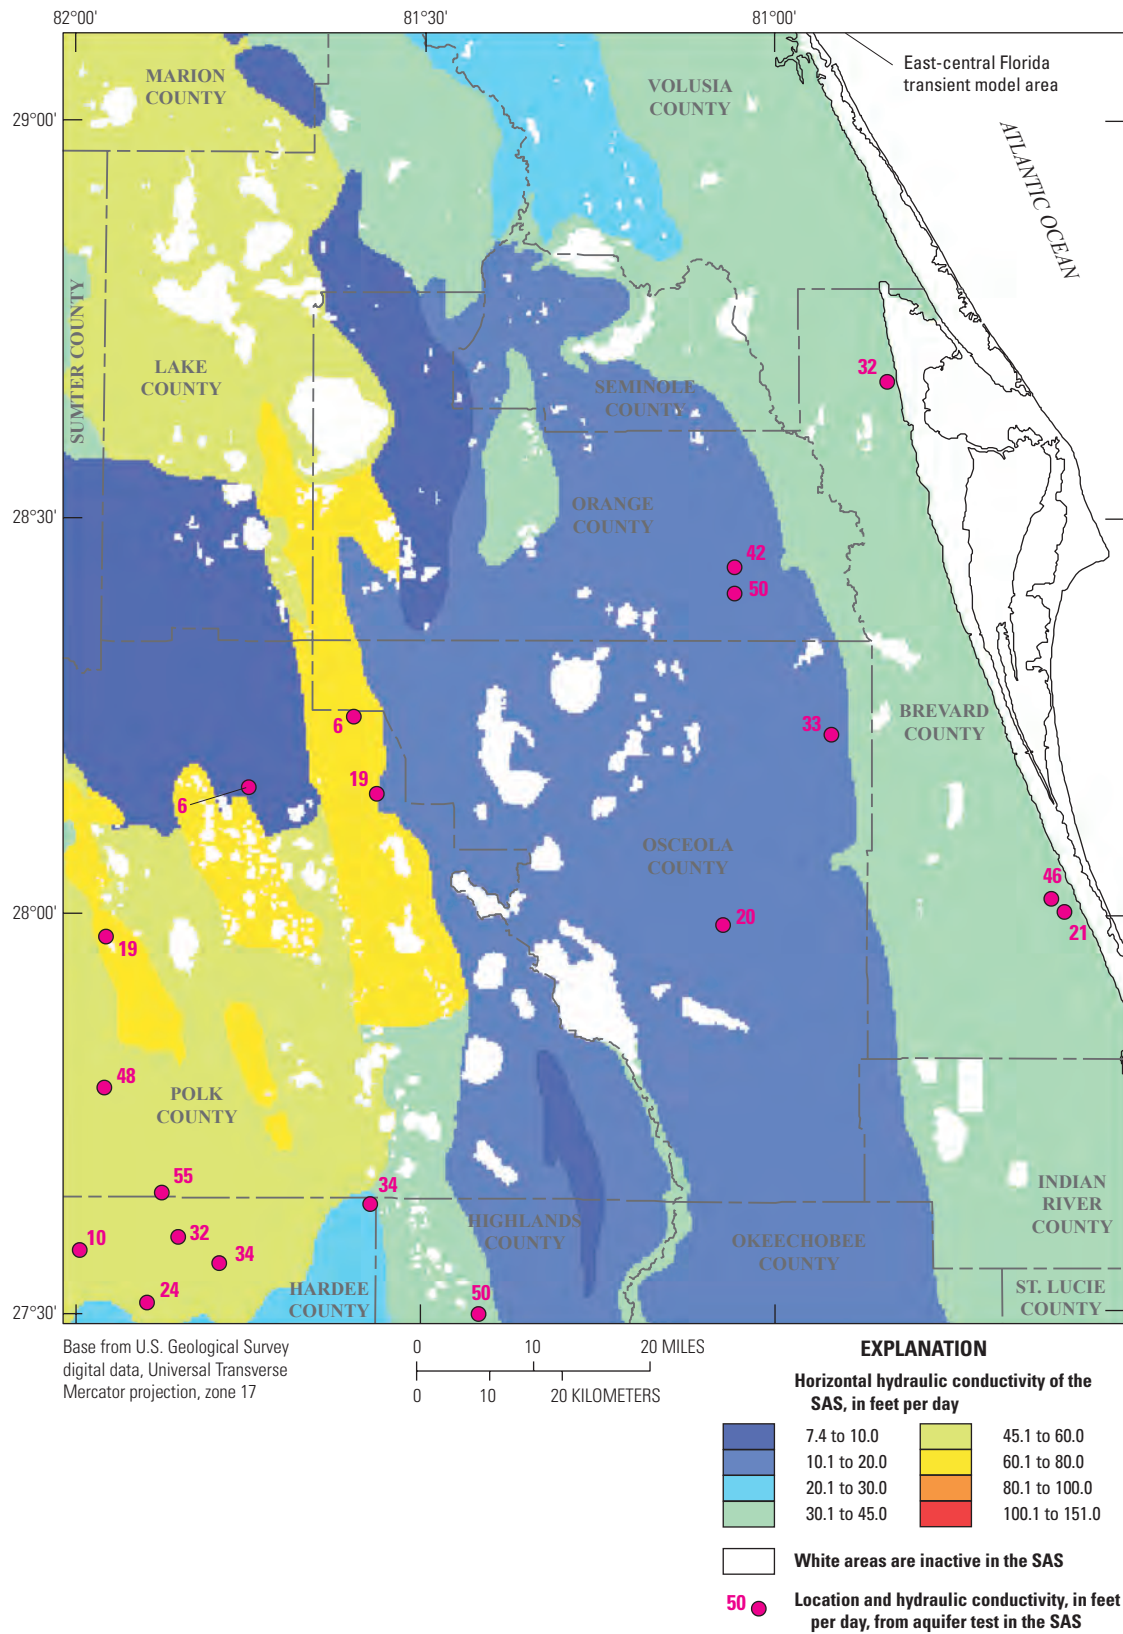 82°00'
81°30'
81°00'
East-central Florida
transient model area
MARION
COUNTY
VOLUSIA
COUNTY
29°00'
ATLANTIC OCEAN
SUMTER COUNTY
LAKE
COUNTY
32
SEMINOLE
COUNTY
28°30'
ORANGE
COUNTY
42
50
6
33
BREVARD
COUNTY
19
6
OSCEOLA
COUNTY
46
28°00'
19
20
21
48
POLK
COUNTY
55
34
INDIAN
RIVER
COUNTY
10
32
34
HIGHLANDS
COUNTY
OKEECHOBEE
COUNTY
24
HARDEE
COUNTY
50
ST. LUCIE
COUNTY
27°30'
Base from U.S. Geological Survey
digital data, Universal Transverse
Mercator projection, zone 17
0 10 20 MILES
0 10 20 KILOMETERS
EXPLANATION
Horizontal hydraulic conductivity of the
SAS, in feet per day
7.4 to 10.0
10.1 to 20.0
20.1 to 30.0
30.1 to 45.0
45.1 to 60.0
60.1 to 80.0
80.1 to 100.0
100.1 to 151.0
White areas are inactive in the SAS
50 Location and hydraulic conductivity, in feet
per day, from aquifer test in the SAS